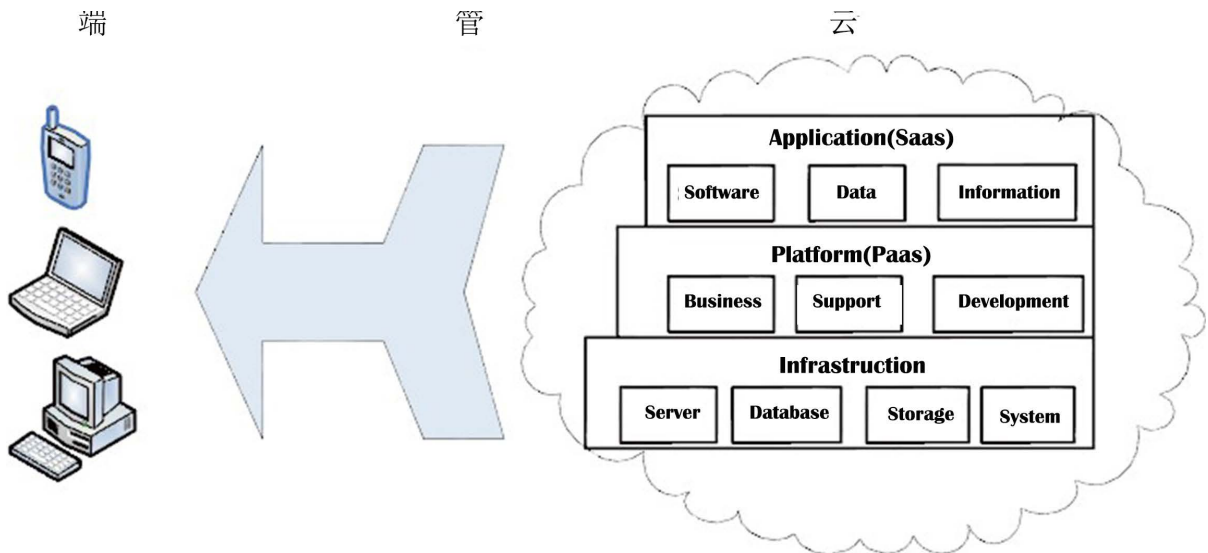 端 管 云
Application(Saas)
Software Data Information
Platform(Paas)
Business Support Development
Infrastruction
Server Database Storage System